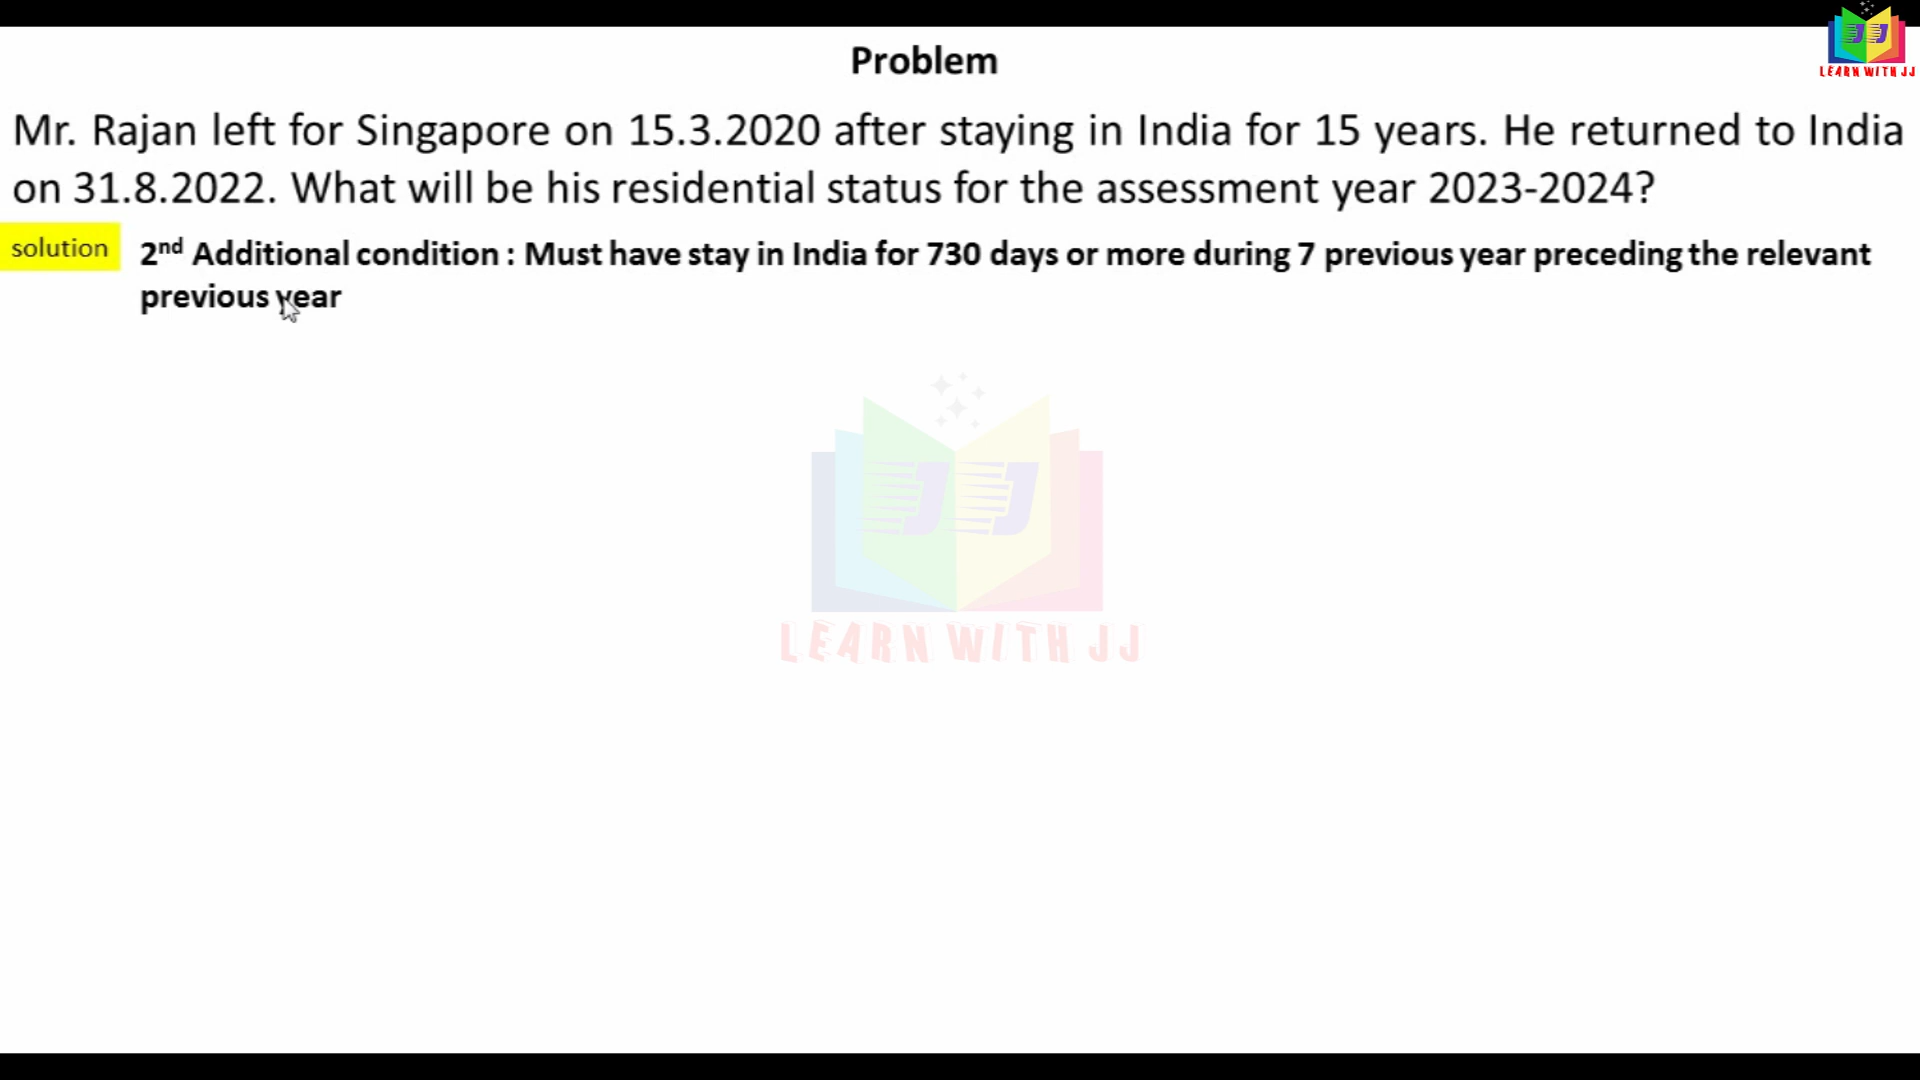 Problem
LEARN WITH JJ
Mr. Rajan left for Singapore on 15.3.2020 after staying in India for 15 years. He returned to India
on 31.8.2022. What will be his residential status for the assessment year 2023-2024?
solution
2nd Additional condition : Must have stay in India for 730 days or more during 7 previous year preceding the relevant
previous year
JJ
LEARN WITH JJ